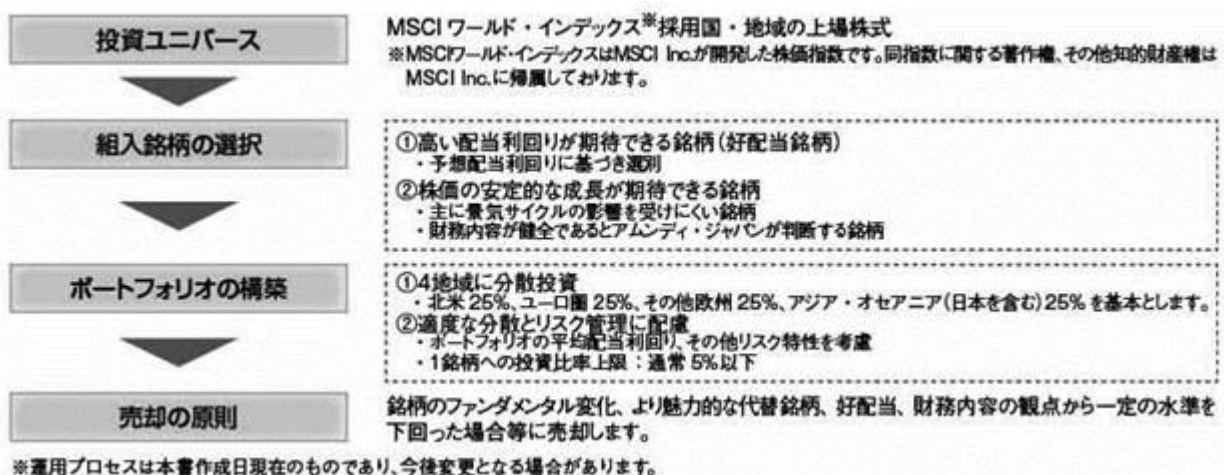 投資ユニバース
MSCI ワールド・インデックス※採用国・地域の上場株式
※MSCIワールド・インデックスはMSCI Inc.が開発した株価指数です。同指数に関する著作権、その他知的財産権は
MSCI Inc.に帰属しております。
組入銘柄の選択
①高い配当利回りが期待できる銘柄(好配当銘柄)
・予想配当利回りに基づき選別
②株価の安定的な成長が期待できる銘柄
・主に景気サイクルの影響を受けにくい銘柄
・財務内容が健全であるとアムンディ・ジャパンが判断する銘柄
ポートフォリオの構築
①4地域に分散投資
・北米 25%、ユーロ圏 25%、その他欧州 25%、アジア・オセアニア(日本を含む)25% を基本とします。
②適度な分散とリスク管理に配慮
・ポートフォリオの平均配当利回り、その他リスク特性を考慮
・1銘柄への投資比率上限：通常 5%以下
売却の原則
銘柄のファンダメンタル変化、より魅力的な代替銘柄、好配当、財務内容の観点から一定の水準を
下回った場合等に売却します。
※運用プロセスは本書作成日現在のものであり、今後変更となる場合があります。